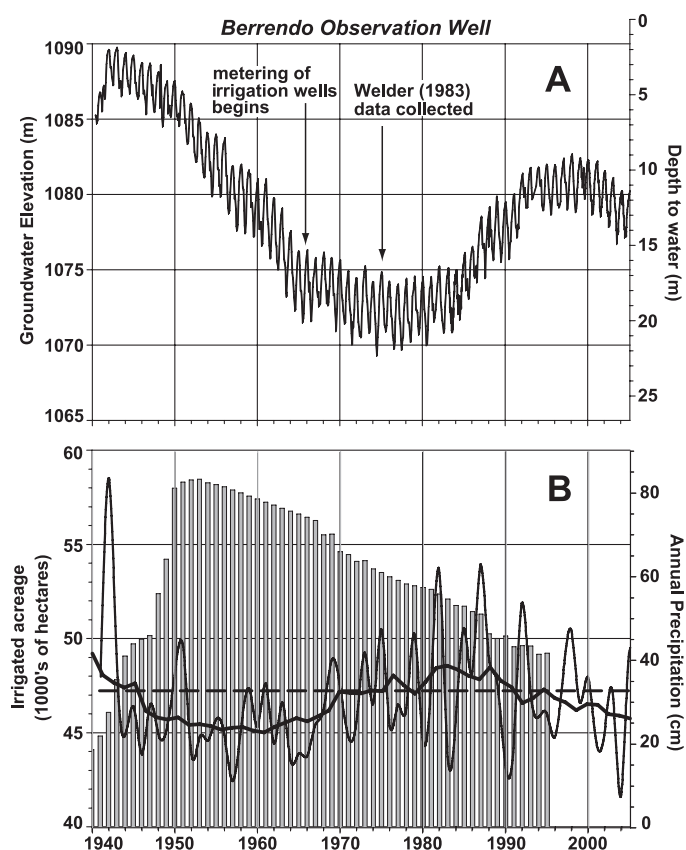 Berrendo Observation Well
A
metering of
irrigation wells
begins
Welder (1983)
data collected
Groundwater Elevation (m)
1090
1085
1080
1075
1070
1065
Depth to water (m)
0
5
10
15
20
25
B
Irrigated acreage
(1000's of hectares)
60
55
50
45
40
Annual Precipitation (cm)
80
60
40
20
0
1940 1950 1960 1970 1980 1990 2000